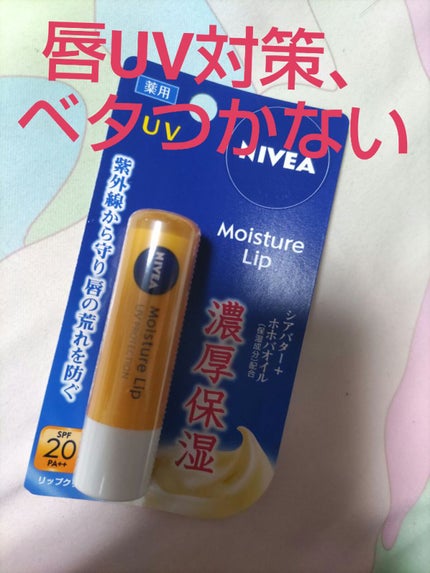 唇UV対策、
ベタつかない
薬用
UV
NIVEA
Moisture
Lip
紫外線から守り唇の荒れを防ぐ
シアバター+
ホホバオイル
(保湿成分)配合
濃厚保湿
NIVEA
Moisture Lip
UV PROTECTION
SPF
20
PA++
リップク